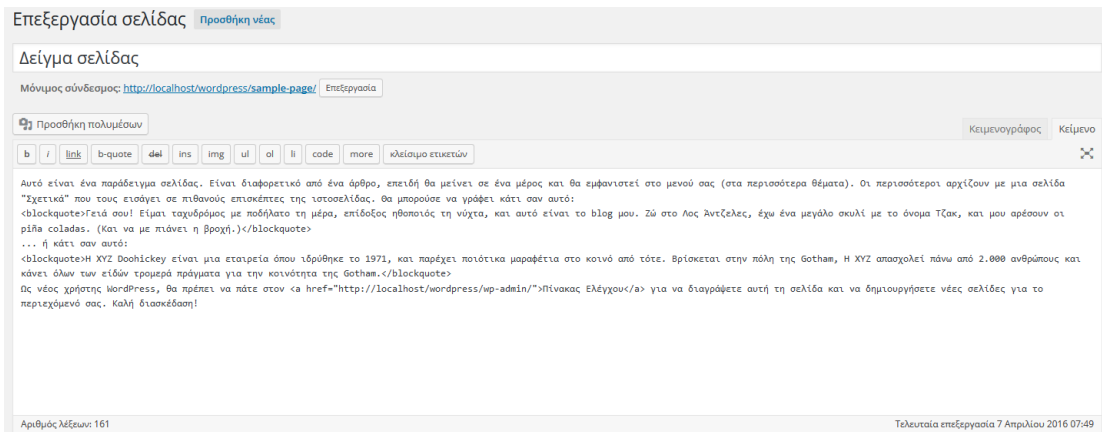 Επεξεργασία σελίδας Προσθήκη νέας
Δείγμα σελίδας
Μόνιμος σύνδεσμος: http://localhost/wordpress/sample-page/ Επεξεργασία
Προσθήκη πολυμέσων
Κειμενογράφος Κείμενο
b i link b-quote del ins img ul ol li code more κλείσιμο ετικετών
Αυτό είναι ένα παράδειγμα σελίδας. Είναι διαφορετικό από ένα άρθρο, επειδή θα μείνει σε ένα μέρος και θα εμφανιστεί στο μενού σας (στα περισσότερα θέματα). Οι περισσότεροι αρχίζουν με μια σελίδα
"Σχετικά" που τους εισάγει σε πιθανούς επισκέπτες της ιστοσελίδας. Θα μπορούσε να γράφει κάτι σαν αυτό:
<blockquote>Γειά σου! Είμαι ταχυδρόμος με ποδήλατο τη μέρα, επίδοξος ηθοποιός τη νύχτα, και αυτό είναι το blog μου. Ζώ στο Λος Άντζελες, έχω ένα μεγάλο σκυλί με το όνομα Τζακ, και μου αρέσουν οι
piña coladas. (Και να με πιάνει η βροχή.)</blockquote>
... ή κάτι σαν αυτό:
<blockquote>Η XYZ Doohickey είναι μια εταιρεία όπου ιδρύθηκε το 1971, και παρέχει ποιότικα μαραφέτια στο κοινό από τότε. Βρίσκεται στην πόλη της Gotham, Η XYZ απασχολεί πάνω από 2.000 ανθρώπους και
κάνει όλων των είδών τρομερά πράγματα για την κοινότητα της Gotham.</blockquote>
Ως νέος χρήστης WordPress, θα πρέπει να πάτε στον <a href="http://localhost/wordpress/wp-admin/">Πίνακας Ελέγχου</a> για να διαγράψετε αυτή τη σελίδα και να δημιουργήσετε νέες σελίδες για το
περιεχόμενό σας. Καλή διασκέδαση!
Αριθμός λέξεων: 161 Τελευταία επεξεργασία 7 Απριλίου 2016 07:49